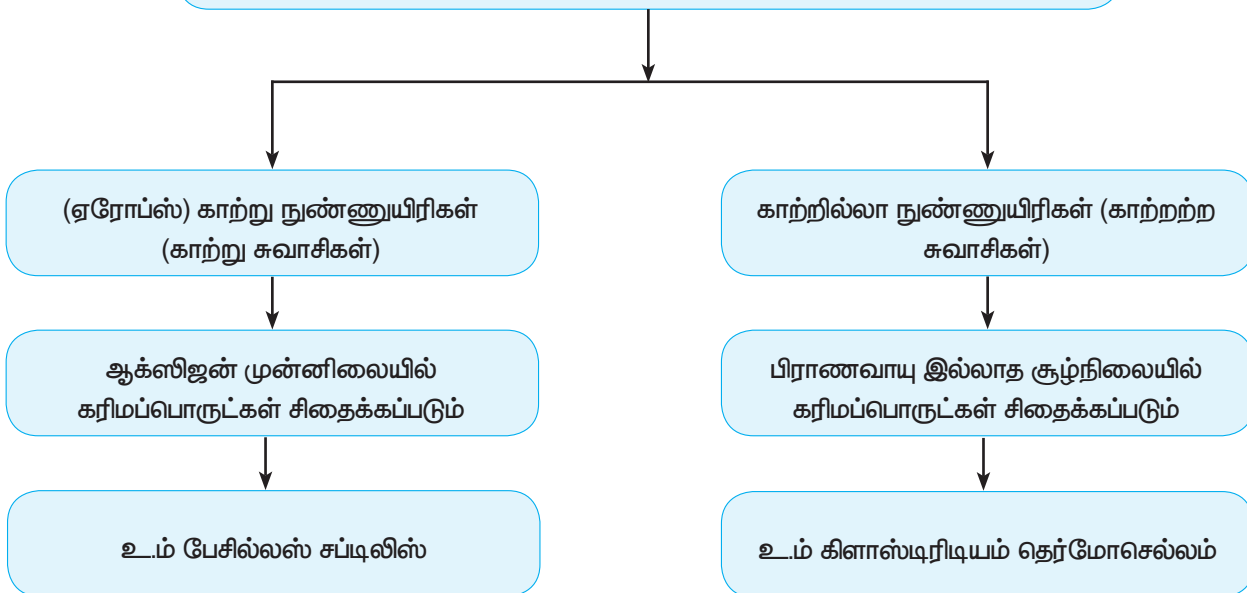 (ஏரோப்ஸ்) காற்று நுண்ணுயிரிகள்
(காற்று சுவாசிகள்)
காற்றில்லா நுண்ணுயிரிகள் (காற்றற்ற
சுவாசிகள்)
ஆக்ஸிஜன் முன்னிலையில்
கரிமப்பொருட்கள் சிதைக்கப்படும்
பிராணவாயு இல்லாத சூழ்நிலையில்
கரிமப்பொருட்கள் சிதைக்கப்படும்
உ.ம் பேசில்லஸ் சப்டிலிஸ்
உ.ம் கிளாஸ்டிரிடியம் தெர்மோசெல்லம்